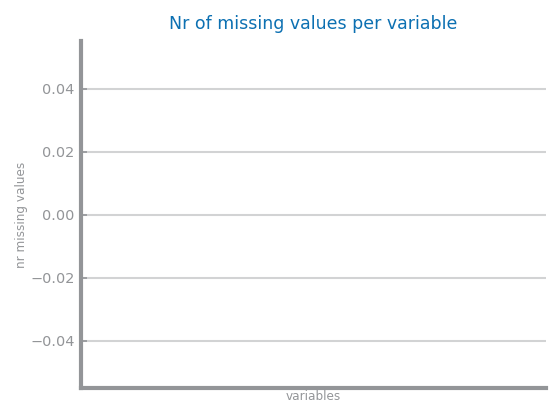 Nr of missing values per variable
0.04
0.02
0.00
−0.02
−0.04
nr missing values
variables